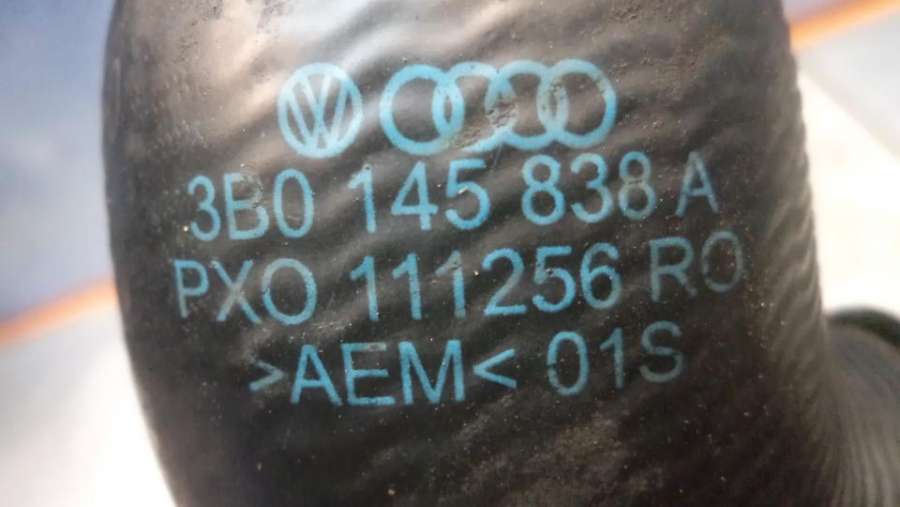 3B0 145 838 A
PXO 111256 RO
>AEM< 01S